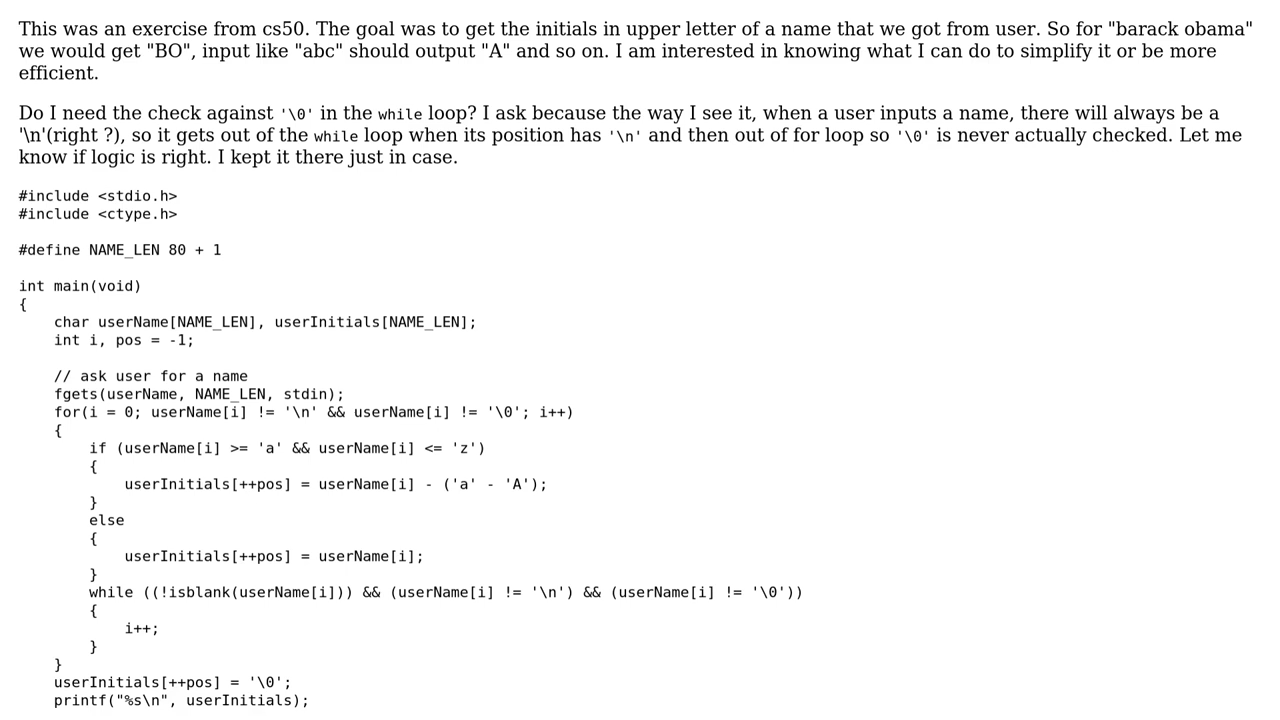 This was an exercise from cs50. The goal was to get the initials in upper letter of a name that we got from user. So for "barack obama"
we would get "BO", input like "abc" should output "A" and so on. I am interested in knowing what I can do to simplify it or be more
efficient.
Do I need the check against '\0' in the while loop? I ask because the way I see it, when a user inputs a name, there will always be a
'\n'(right ?), so it gets out of the while loop when its position has '\n' and then out of for loop so '\0' is never actually checked. Let me
know if logic is right. I kept it there just in case.
#include <stdio.h>
#include <ctype.h>
#define NAME_LEN 80 + 1
int main(void)
{
    char userName[NAME_LEN], userInitials[NAME_LEN];
    int i, pos = -1;
    // ask user for a name
    fgets(userName, NAME_LEN, stdin);
    for(i = 0; userName[i] != '\n' && userName[i] != '\0'; i++)
    {
        if (userName[i] >= 'a' && userName[i] <= 'z')
        {
            userInitials[++pos] = userName[i] - ('a' - 'A');
        }
        else
        {
            userInitials[++pos] = userName[i];
        }
        while ((!isblank(userName[i])) && (userName[i] != '\n') && (userName[i] != '\0'))
        {
            i++;
        }
    }
    userInitials[++pos] = '\0';
    printf("%s\n", userInitials);